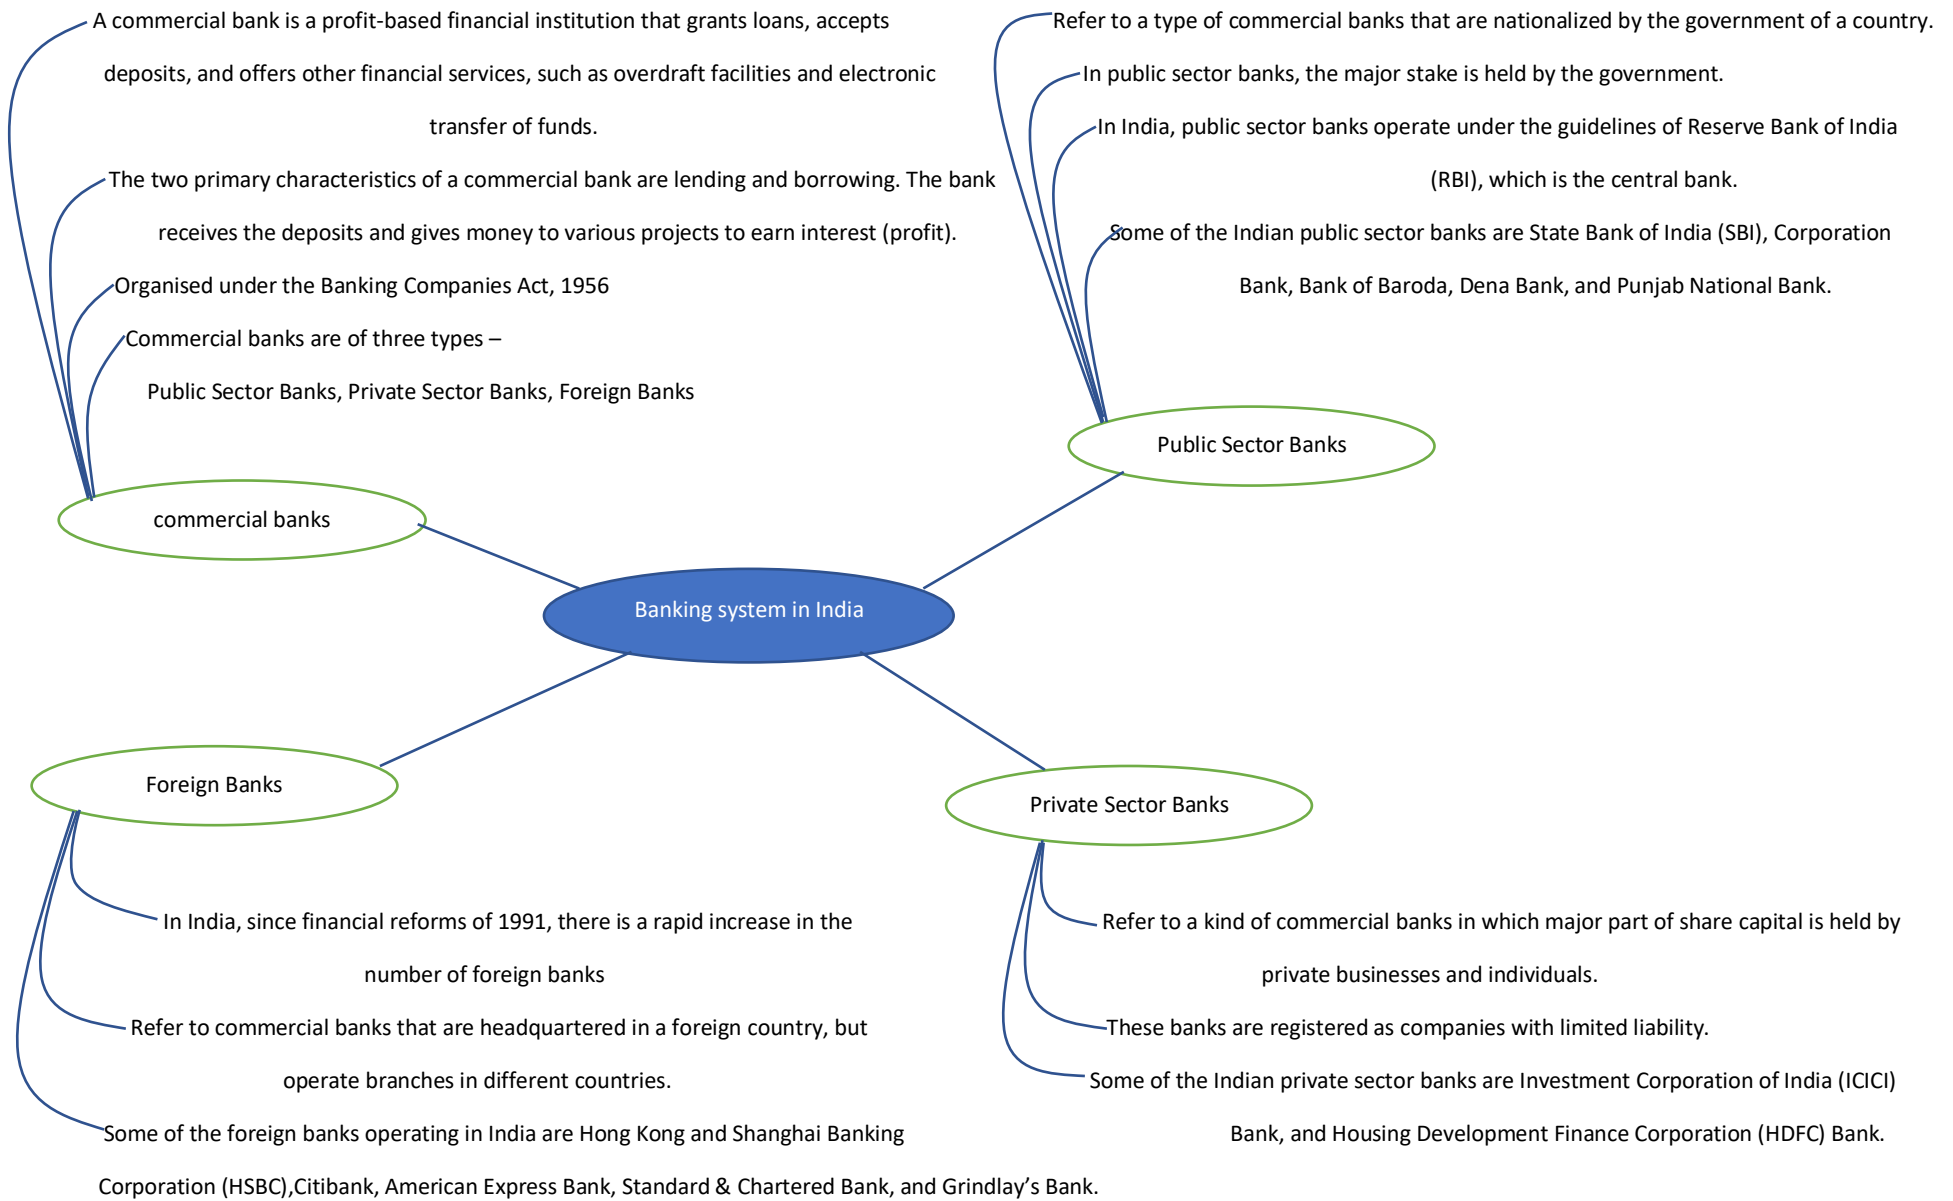 A commercial bank is a profit-based financial institution that grants loans, accepts
deposits, and offers other financial services, such as overdraft facilities and electronic
transfer of funds.
The two primary characteristics of a commercial bank are lending and borrowing. The bank
receives the deposits and gives money to various projects to earn interest (profit).
Organised under the Banking Companies Act, 1956
Commercial banks are of three types –
Public Sector Banks, Private Sector Banks, Foreign Banks
commercial banks
Refer to a type of commercial banks that are nationalized by the government of a country.
In public sector banks, the major stake is held by the government.
In India, public sector banks operate under the guidelines of Reserve Bank of India
(RBI), which is the central bank.
Some of the Indian public sector banks are State Bank of India (SBI), Corporation
Bank, Bank of Baroda, Dena Bank, and Punjab National Bank.
Public Sector Banks
Banking system in India
Foreign Banks
In India, since financial reforms of 1991, there is a rapid increase in the
number of foreign banks
Refer to commercial banks that are headquartered in a foreign country, but
operate branches in different countries.
Some of the foreign banks operating in India are Hong Kong and Shanghai Banking
Corporation (HSBC),Citibank, American Express Bank, Standard & Chartered Bank, and Grindlay’s Bank.
Private Sector Banks
Refer to a kind of commercial banks in which major part of share capital is held by
private businesses and individuals.
These banks are registered as companies with limited liability.
Some of the Indian private sector banks are Investment Corporation of India (ICICI)
Bank, and Housing Development Finance Corporation (HDFC) Bank.